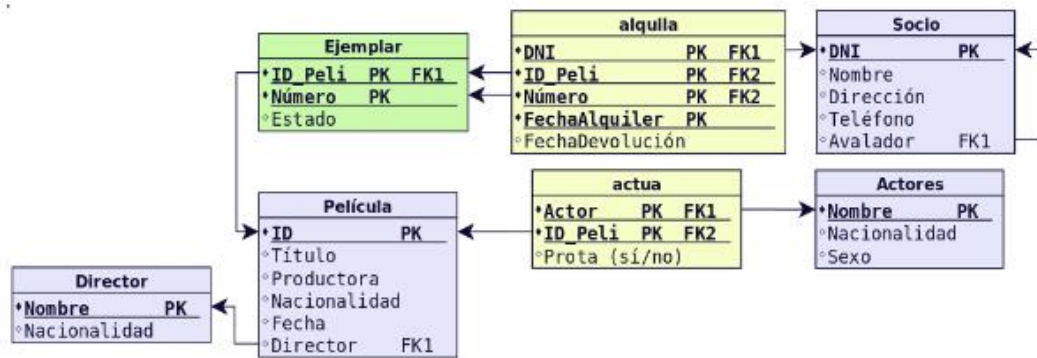 Ejemplar
ID_Peli PK FK1
Número PK
Estado
alquila
DNI PK FK1
ID_Peli PK FK2
Número PK FK2
FechaAlquiler PK
FechaDevolución
Socio
DNI PK
Nombre
Dirección
Teléfono
Avalador FK1
Película
ID PK
Título
Productora
Nacionalidad
Fecha
Director FK1
actua
Actor PK FK1
ID_Peli PK FK2
Prota (sí/no)
Actores
Nombre PK
Nacionalidad
Sexo
Director
Nombre PK
Nacionalidad